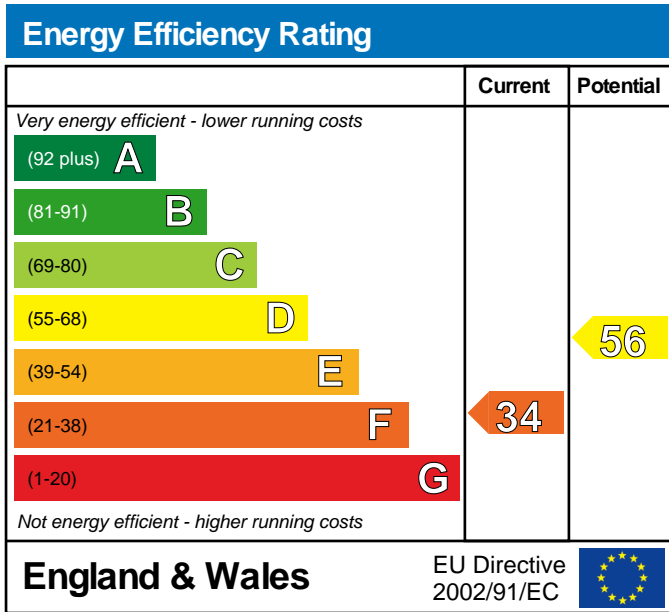 Energy Efficiency Rating
Current Potential
Very energy efficient - lower running costs
(92 plus) A
(81-91) B
(69-80) C
(55-68) D
56
(39-54) E
(21-38) F 34
(1-20) G
Not energy efficient - higher running costs
England & Wales
EU Directive
2002/91/EC